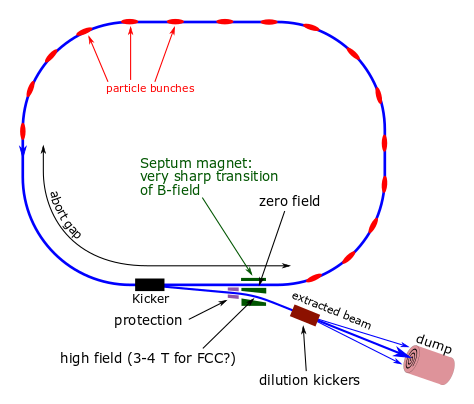 particle bunches
Septum magnet:
very sharp transition
of B-field
zero field
abort gap
Kicker
extracted beam
protection
dump
high field (3-4 T for FCC?)
dilution kickers